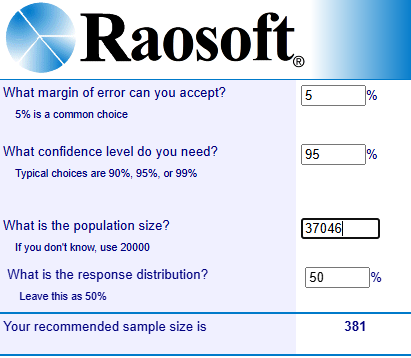 Raosoft®
What margin of error can you accept? 5 %
5% is a common choice
What confidence level do you need? 95 %
Typical choices are 90%, 95%, or 99%
What is the population size? 37046
If you don't know, use 20000
What is the response distribution? 50 %
Leave this as 50%
Your recommended sample size is 381